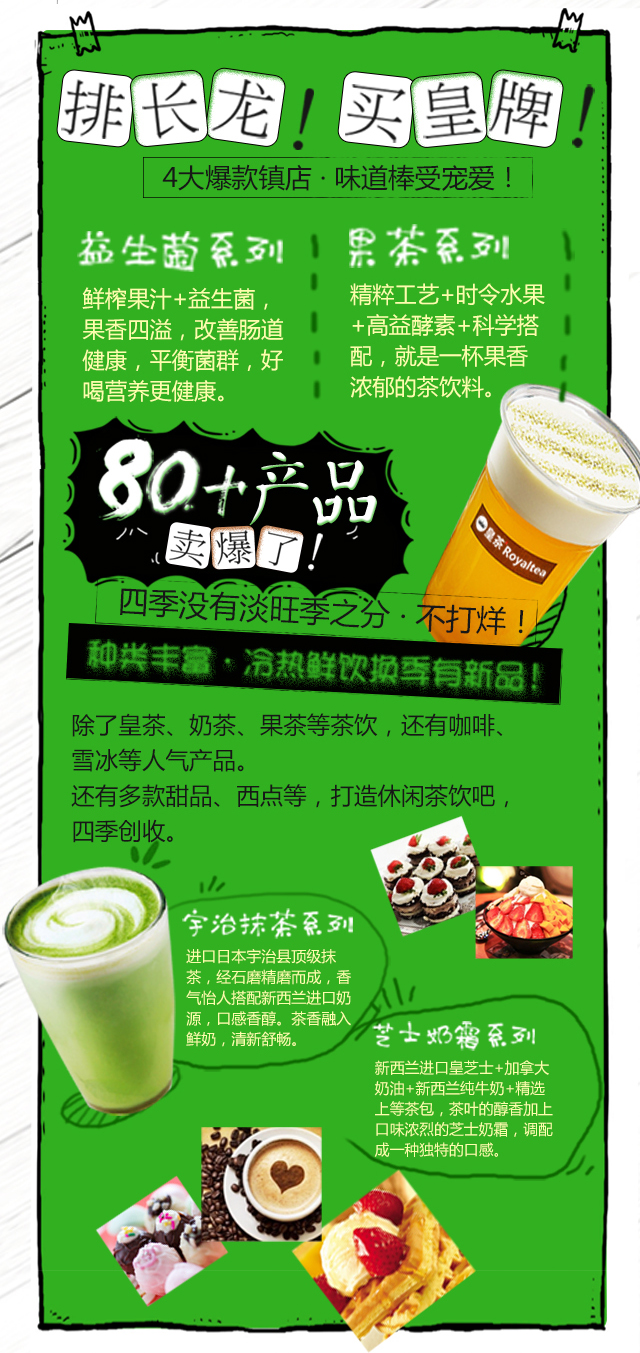 排长龙！ 买皇牌！
4大爆款镇店·味道棒受宠爱！
益生菌系列
鲜榨果汁+益生菌，
果香四溢，改善肠道
健康，平衡菌群，好
喝营养更健康。
果茶系列
精粹工艺+时令水果
+高益酵素+科学搭
配，就是一杯果香
浓郁的茶饮料。
皇茶 Royaltea
80+产品
卖爆了！
四季没有淡旺季之分·不打烊！
种类丰富·冷热鲜饮换季有新品！
除了皇茶、奶茶、果茶等茶饮，还有咖啡、
雪冰等人气产品。
还有多款甜品、西点等，打造休闲茶饮吧，
四季创收。
宇治抹茶系列
进口日本宇治县顶级抹
茶，经石磨精磨而成，香
气怡人搭配新西兰进口奶
源，口感香醇。茶香融入
鲜奶，清新舒畅。
芝士奶霜系列
新西兰进口皇芝士+加拿大
奶油+新西兰纯牛奶+精选
上等茶包，茶叶的醇香加上
口味浓烈的芝士奶霜，调配
成一种独特的口感。